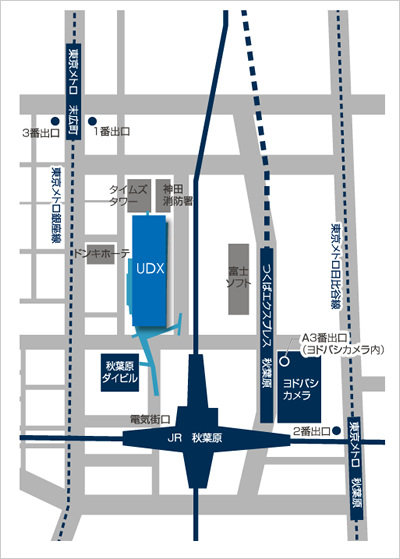 東京メトロ 末広町
3番出口
1番出口
東京メトロ銀座線
タイムズ
タワー
神田
消防署
UDX
ドンキホーテ
富士
ソフト
つくばエクスプレス 秋葉原
東京メトロ日比谷線
A3番出口
(ヨドバシカメラ内)
秋葉原
ダイビル
ヨドバシ
カメラ
電気街口
JR 秋葉原
2番出口
東京メトロ 秋葉原